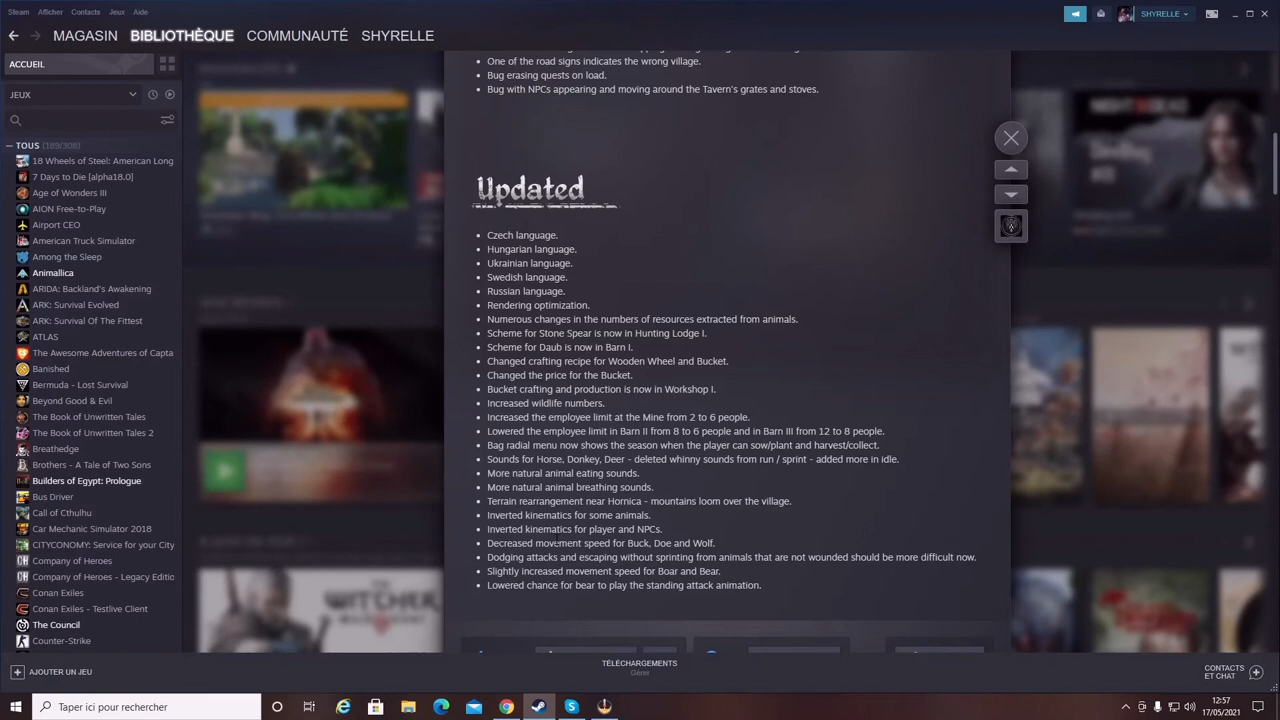 Steam Afficher Contacts Jeux Aide
SHYRELLE
MAGASIN BIBLIOTHÈQUE COMMUNAUTÉ SHYRELLE
ACCUEIL
JEUX
TOUS (189/308)
18 Wheels of Steel: American Long
7 Days to Die [alpha18.0]
Age of Wonders III
AION Free-to-Play
Airport CEO
American Truck Simulator
Among the Sleep
Animallica
ARIDA: Backland's Awakening
ARK: Survival Evolved
ARK: Survival Of The Fittest
ATLAS
The Awesome Adventures of Capta
Banished
Bermuda - Lost Survival
Beyond Good & Evil
The Book of Unwritten Tales
The Book of Unwritten Tales 2
Breathedge
Brothers - A Tale of Two Sons
Builders of Egypt: Prologue
Bus Driver
Call of Cthulhu
Car Mechanic Simulator 2018
CITYCONOMY: Service for your City
Company of Heroes
Company of Heroes - Legacy Editic
Conan Exiles
Conan Exiles - Testlive Client
The Council
Counter-Strike
• One of the road signs indicates the wrong village.
• Bug erasing quests on load.
• Bug with NPCs appearing and moving around the Tavern's grates and stoves.
Updated
• Czech language.
• Hungarian language.
• Ukrainian language.
• Swedish language.
• Russian language.
• Rendering optimization.
• Numerous changes in the numbers of resources extracted from animals.
• Scheme for Stone Spear is now in Hunting Lodge I.
• Scheme for Daub is now in Barn I.
• Changed crafting recipe for Wooden Wheel and Bucket.
• Changed the price for the Bucket.
• Bucket crafting and production is now in Workshop I.
• Increased wildlife numbers.
• Increased the employee limit at the Mine from 2 to 6 people.
• Lowered the employee limit in Barn II from 8 to 6 people and in Barn III from 12 to 8 people.
• Bag radial menu now shows the season when the player can sow/plant and harvest/collect.
• Sounds for Horse, Donkey, Deer - deleted whinny sounds from run / sprint - added more in idle.
• More natural animal eating sounds.
• More natural animal breathing sounds.
• Terrain rearrangement near Hornica - mountains loom over the village.
• Inverted kinematics for some animals.
• Inverted kinematics for player and NPCs.
• Decreased movement speed for Buck, Doe and Wolf.
• Dodging attacks and escaping without sprinting from animals that are not wounded should be more difficult now.
• Slightly increased movement speed for Boar and Bear.
• Lowered chance for bear to play the standing attack animation.
AJOUTER UN JEU
TÉLÉCHARGEMENTS
Gérer
CONTACTS
ET CHAT
Taper ici pour rechercher
12:57
17/05/2021